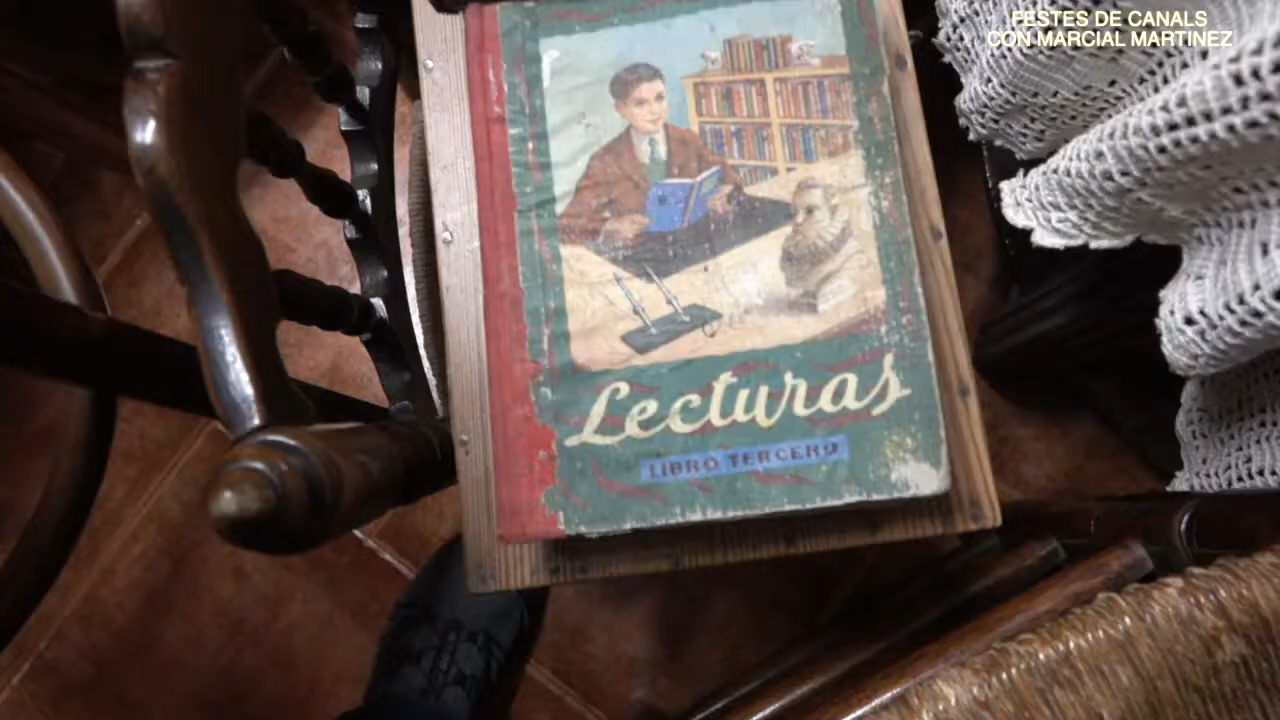 FESTES DE CANALS
CON MARCIAL MARTINEZ
Lecturas
LIBRO TERCERO